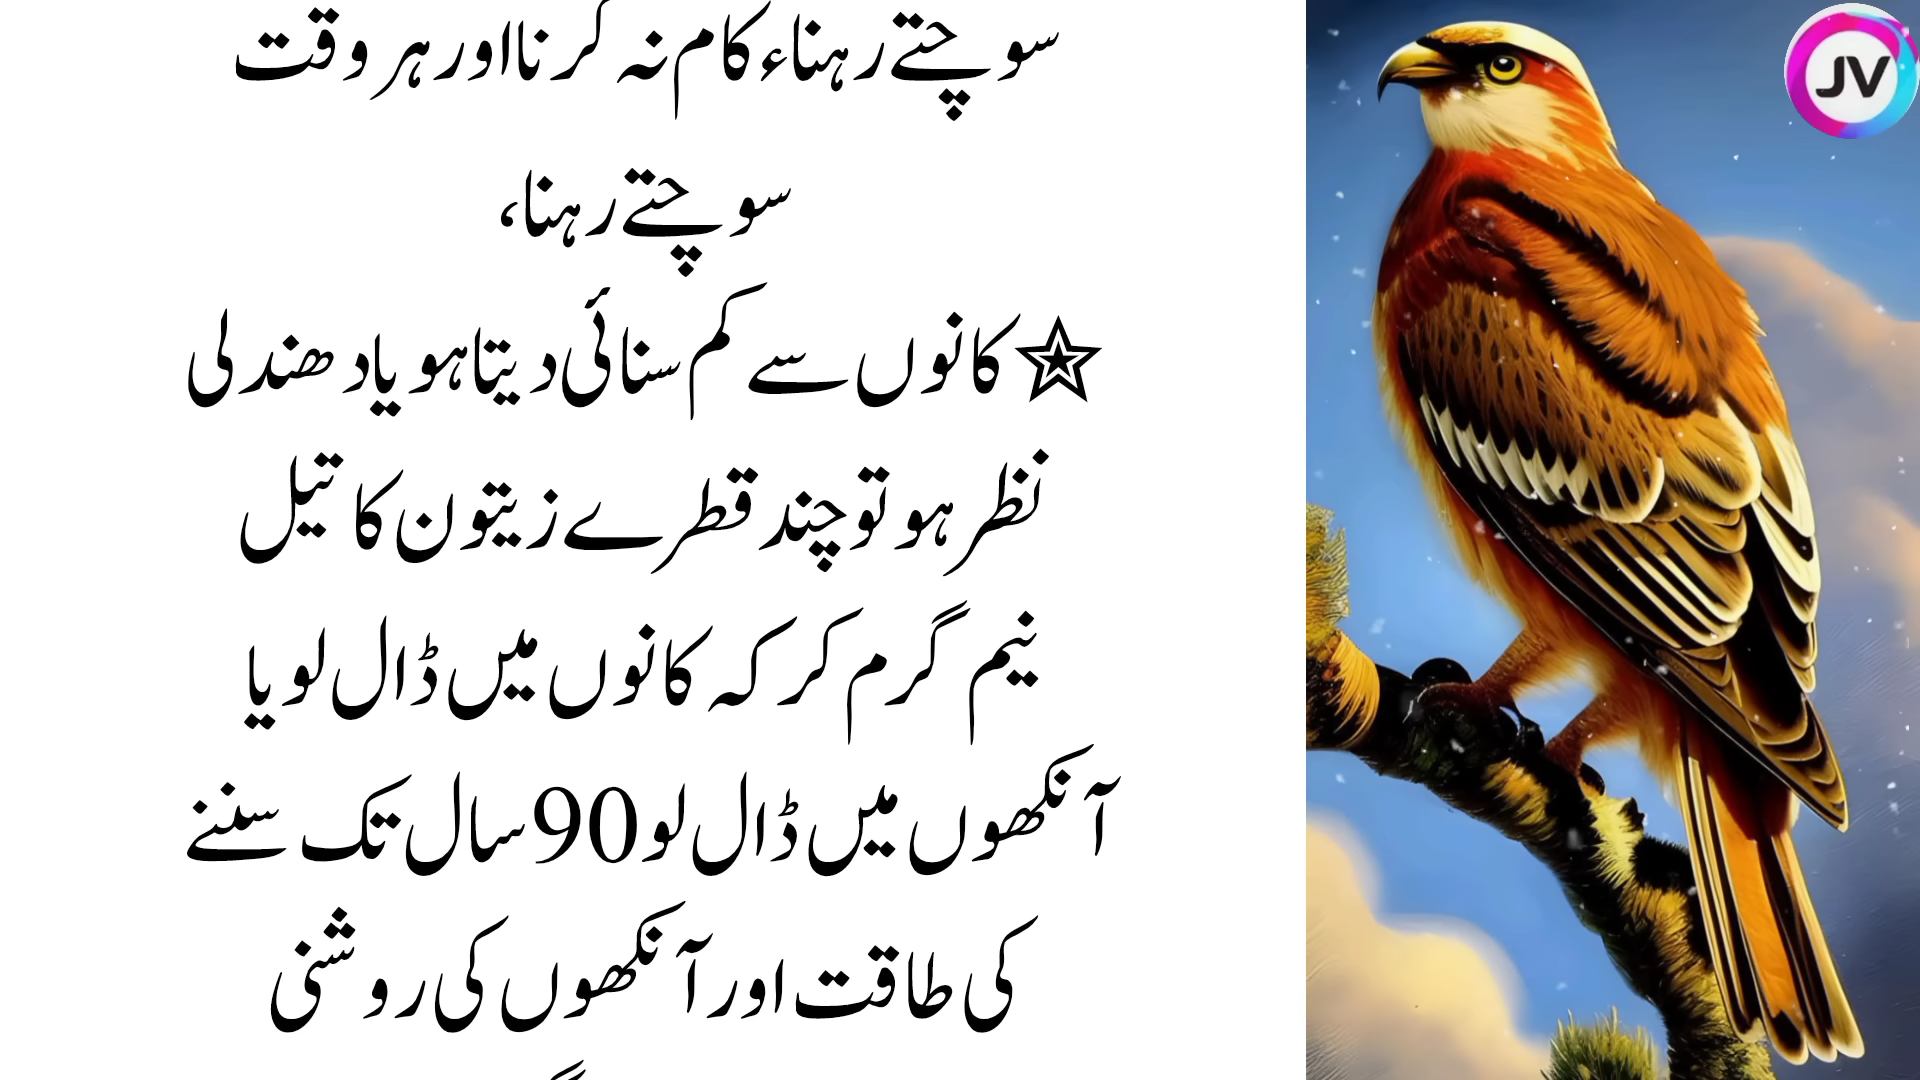 سوچتے رہنا، کام نہ کرنا اور ہر وقت
سوچتے رہنا،
☆ کانوں سے کم سنائی دیتا ہو یا دھندلی
نظر ہو تو چند قطرے زیتون کا تیل
نیم گرم کر کہ کانوں میں ڈال لو یا
آنکھوں میں ڈال لو 90 سال تک سننے
کی طاقت اور آنکھوں کی روشنی
JV